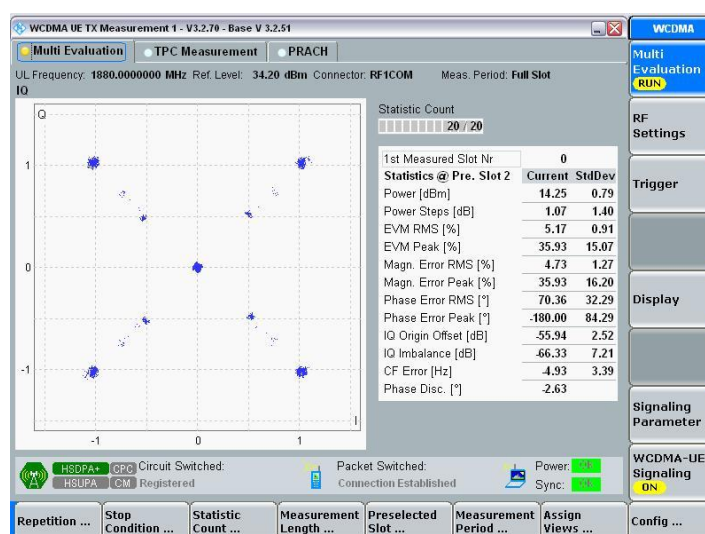 WCDMA UE TX Measurement 1 - V3.2.70 - Base V 3.2.51
WCDMA
Multi Evaluation
TPC Measurement
PRACH
UL Frequency: 1880.0000000 MHz Ref. Level: 34.20 dBm Connector: RF1COM Meas. Period: Full Slot
IQ
Q
1
0
-1
-1 0 1
I
Statistic Count
20 / 20
1st Measured Slot Nr 0
Statistics @ Pre. Slot 2 Current StdDev
Power [dBm] 14.25 0.79
Power Steps [dB] 1.07 1.40
EVM RMS [%] 5.17 0.91
EVM Peak [%] 35.93 15.07
Magn. Error RMS [%] 4.73 1.27
Magn. Error Peak [%] 35.93 16.20
Phase Error RMS [°] 70.36 32.29
Phase Error Peak [°] -180.00 84.29
IQ Origin Offset [dB] -55.94 2.52
IQ Imbalance [dB] -66.33 7.21
CF Error [Hz] -4.93 3.39
Phase Disc. [°] -2.63
Multi
Evaluation
RUN
RF
Settings
Trigger
Display
Signaling
Parameter
WCDMA-UE
Signaling
ON
Config ...
HSDPA+ CPC Circuit Switched: Packet Switched: Power:
HSUPA CM Registered Connection Established Sync:
Repetition ...
Stop
Condition ...
Statistic
Count ...
Measurement
Length ...
Preselected
Slot ...
Measurement
Period ...
Assign
Views ...